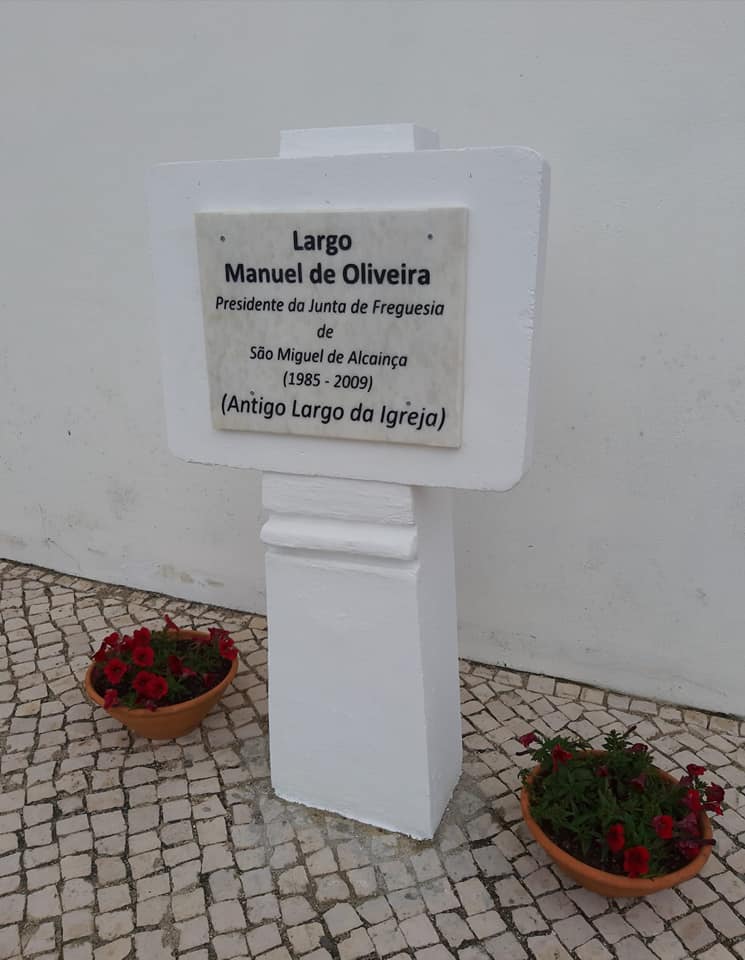 Largo
Manuel de Oliveira
Presidente da Junta de Freguesia
de
São Miguel de Alcainça
(1985 - 2009)
(Antigo Largo da Igreja)